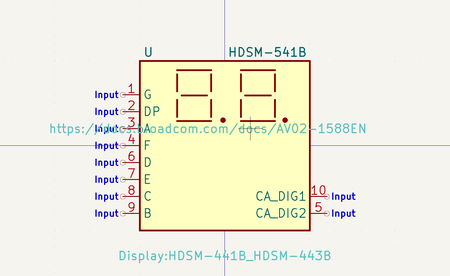 U HDSM-541B
Input 1 G
Input 2 DP
https://docs.broadcom.com/docs/AV02-1588EN
Input 3 A
Input 4 F
Input 6 D
Input 7 E
Input 8 C CA_DIG1 10 Input
Input 9 B CA_DIG2 5 Input
Display:HDSM-441B_HDSM-443B